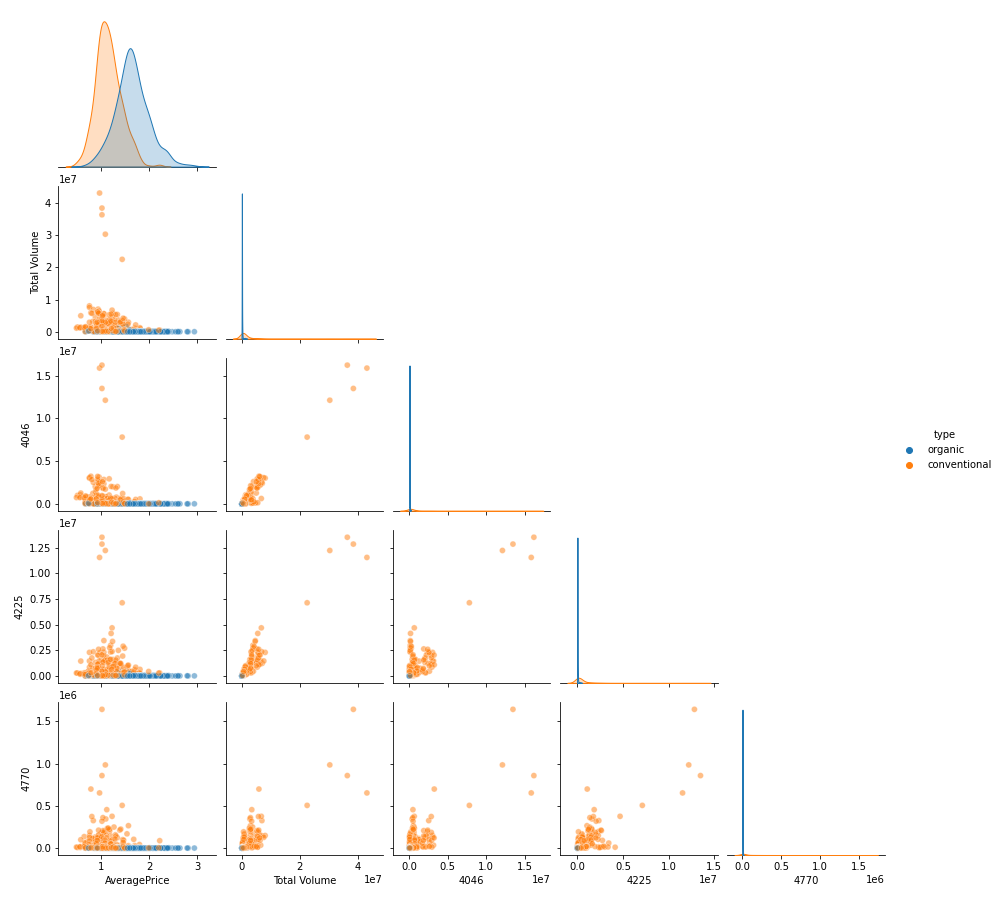 1e7
4
3
2
1
0
Total Volume
1e7
1.5
1.0
0.5
0.0
4046
type
organic
conventional
1e7
1.25
1.00
0.75
0.50
0.25
0.00
4225
1e6
1.5
1.0
0.5
0.0
4770
1 2 3
AveragePrice
0 2 4
Total Volume 1e7
0.0 0.5 1.0 1.5
4046 1e7
0.0 0.5 1.0 1.5
4225 1e7
0.0 0.5 1.0 1.5
4770 1e6